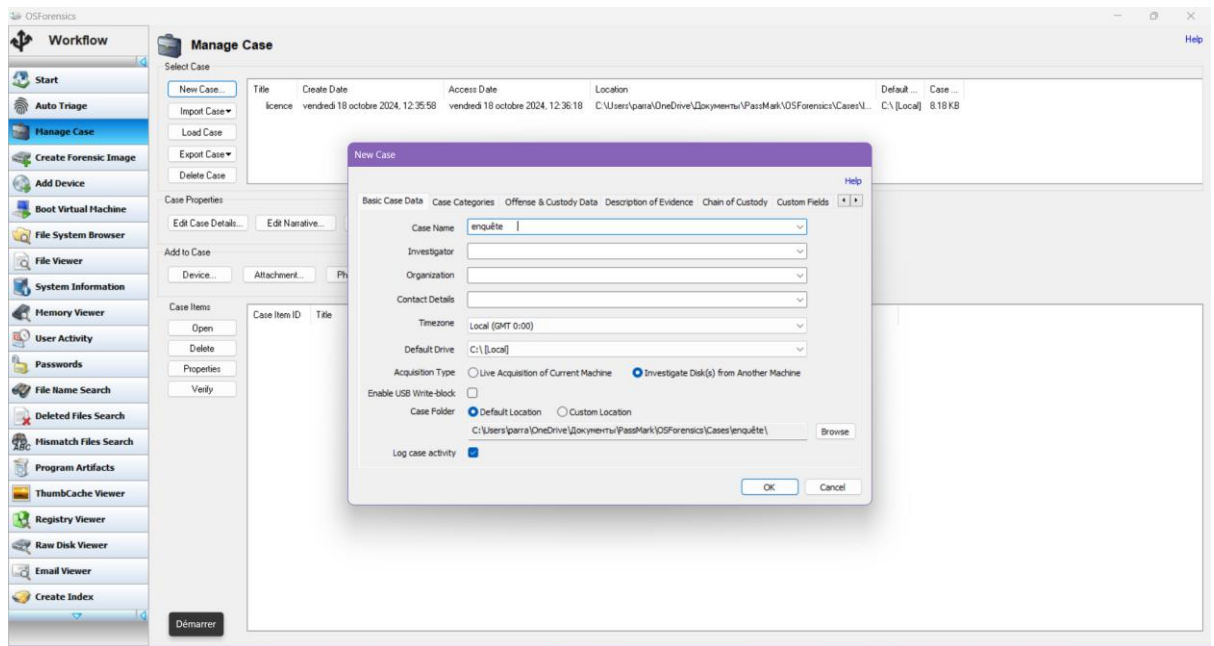 OSForensics
Workflow
Start
Auto Triage
Manage Case
Create Forensic Image
Add Device
Boot Virtual Machine
File System Browser
File Viewer
System Information
Memory Viewer
User Activity
Passwords
File Name Search
Deleted Files Search
Mismatch Files Search
Program Artifacts
ThumbCache Viewer
Registry Viewer
Raw Disk Viewer
Email Viewer
Create Index
Manage Case
Help
Select Case
New Case...
Import Case
Load Case
Export Case
Delete Case
Title Create Date Access Date Location Default ... Case ...
licence vendredi 18 octobre 2024, 12:35:58 vendredi 18 octobre 2024, 12:36:18 C:\Users\parra\OneDrive\Документы\PassMark\OSForensics\Cases\l... C:\ [Local] 8.18 KB
Case Properties
Edit Case Details... Edit Narrative...
Add to Case
Device... Attachment... Ph
Case Items
Open
Delete
Properties
Verify
Case Item ID Title
Démarrer
New Case
Help
Basic Case Data Case Categories Offense & Custody Data Description of Evidence Chain of Custody Custom Fields
Case Name enquête
Investigator
Organization
Contact Details
Timezone Local (GMT 0:00)
Default Drive C:\ [Local]
Acquisition Type Live Acquisition of Current Machine Investigate Disk(s) from Another Machine
Enable USB Write-block
Case Folder Default Location Custom Location
C:\Users\parra\OneDrive\Документы\PassMark\OSForensics\Cases\enquête\ Browse
Log case activity
OK Cancel